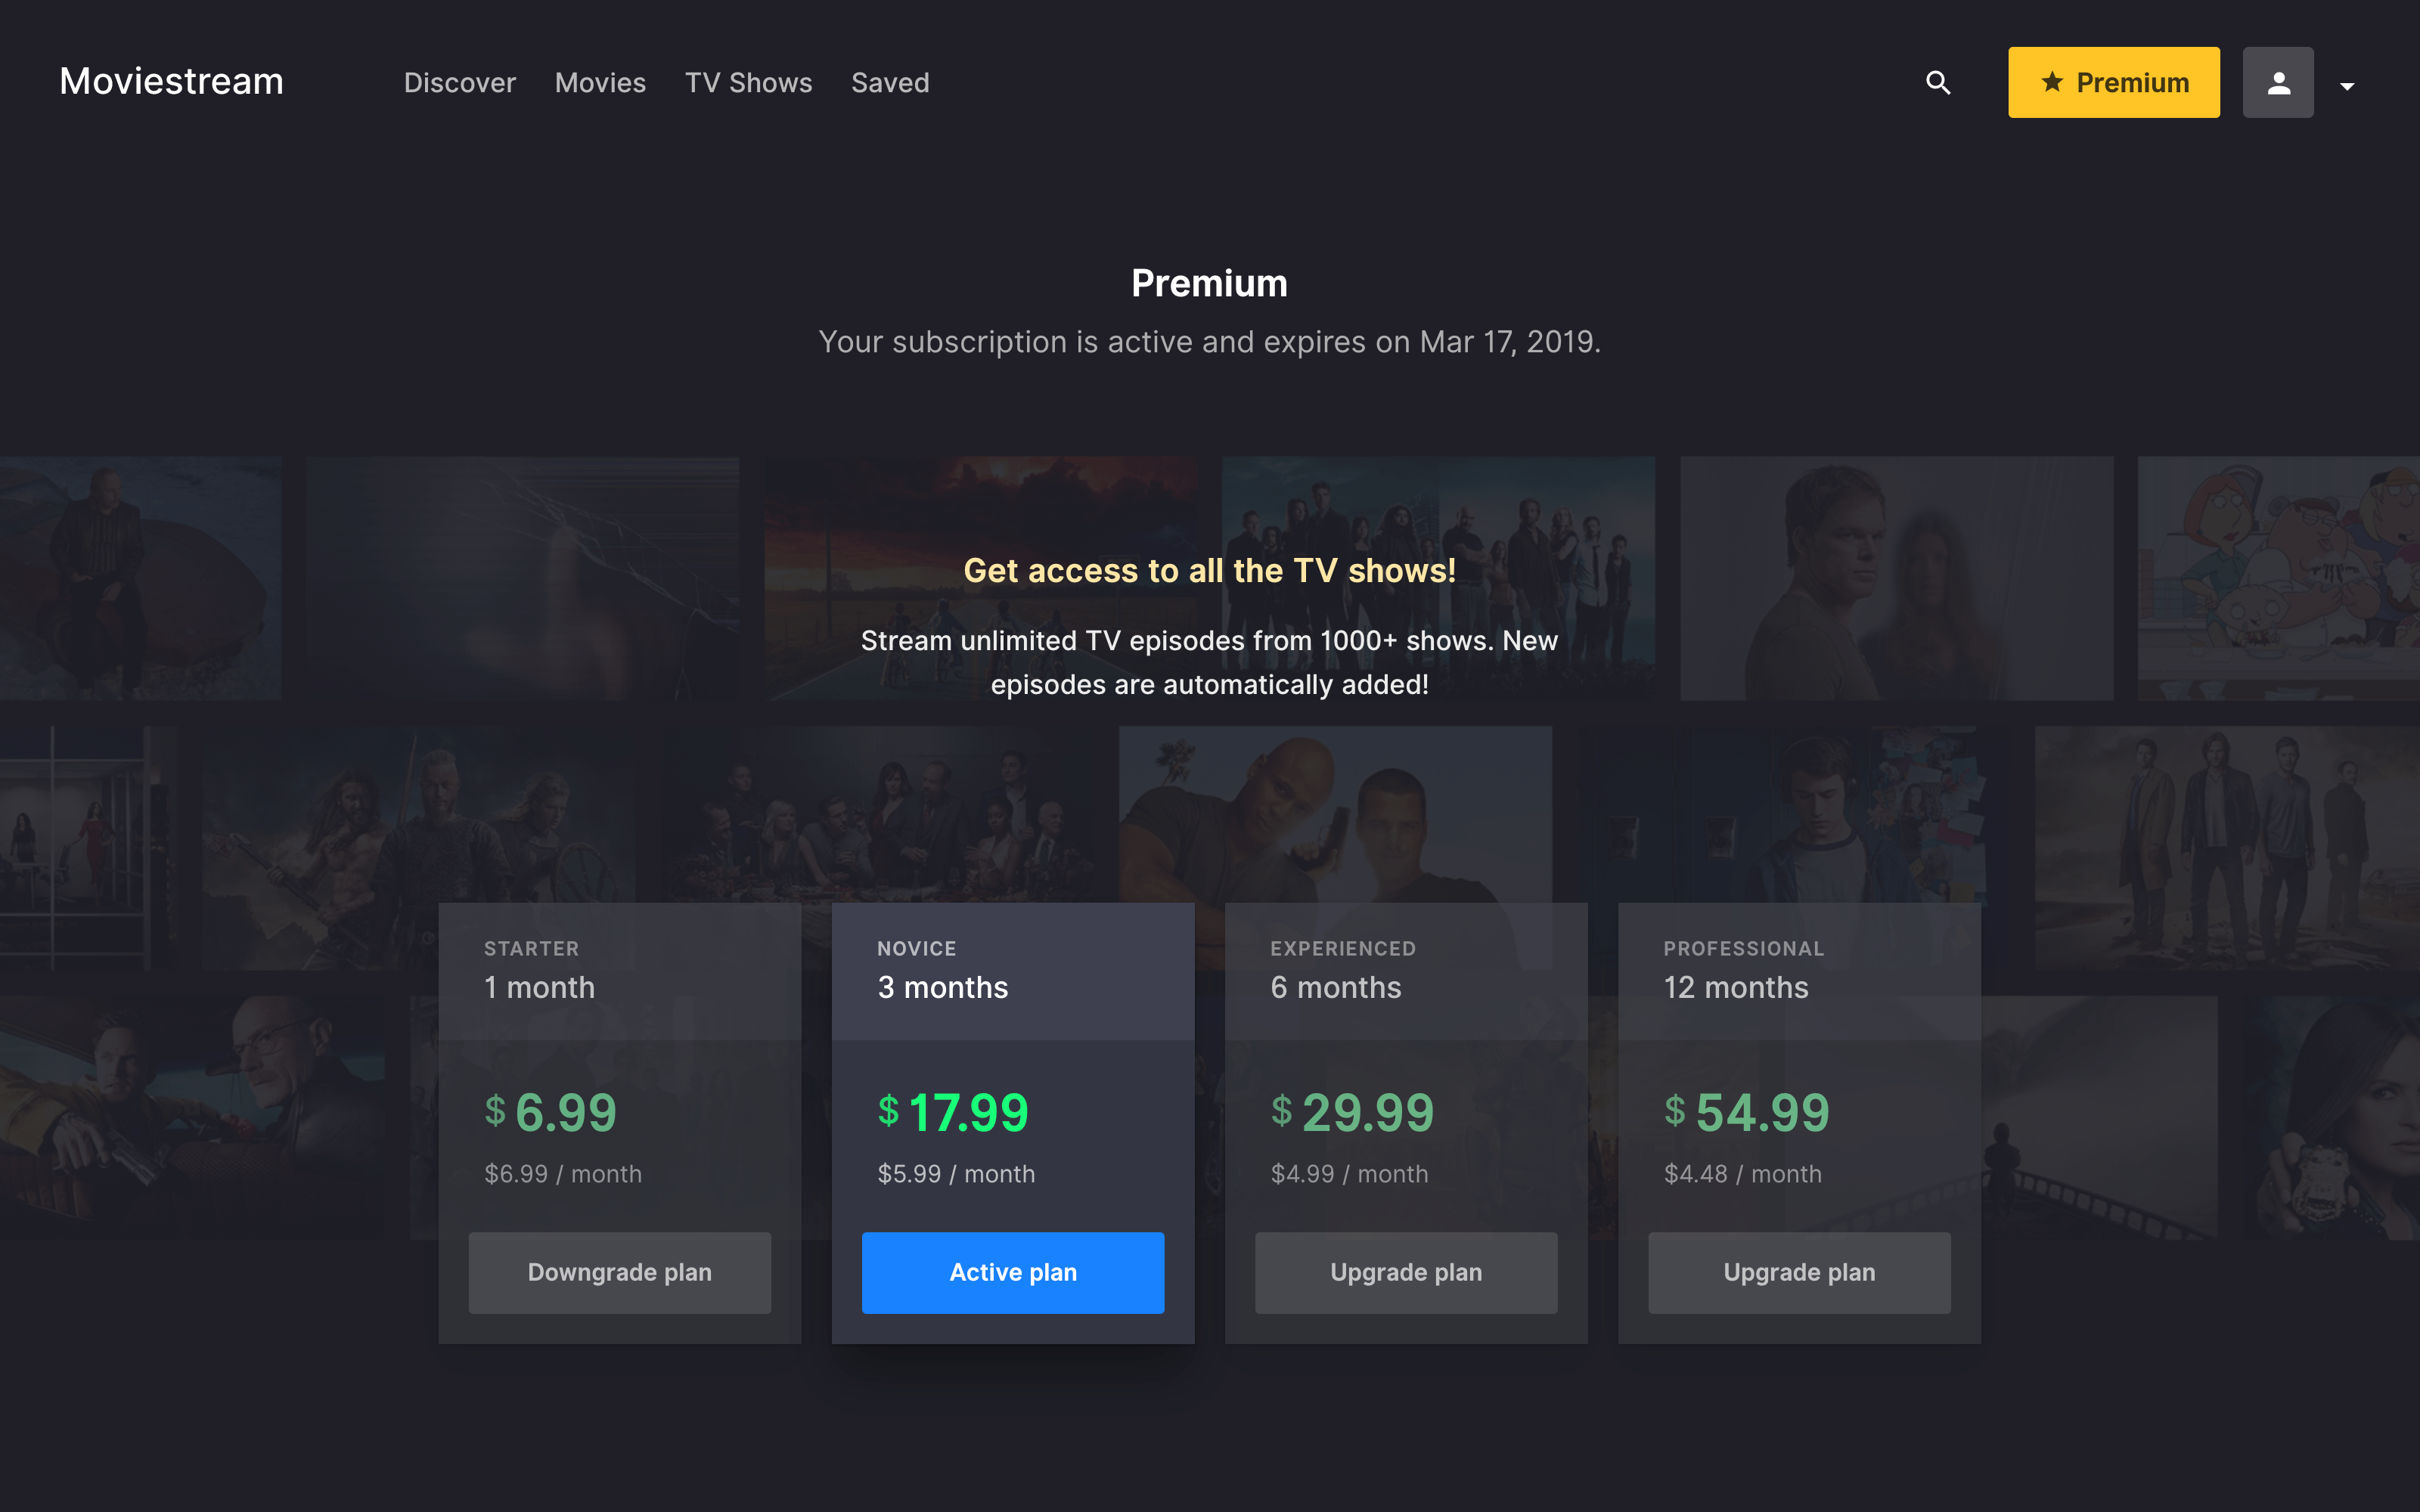 Moviestream
Discover
Movies
TV Shows
Saved
Premium
Premium
Your subscription is active and expires on Mar 17, 2019.
Get access to all the TV shows!
Stream unlimited TV episodes from 1000+ shows. New
episodes are automatically added!
STARTER
1 month
$ 6.99
$6.99 / month
Downgrade plan
NOVICE
3 months
$ 17.99
$5.99 / month
Active plan
EXPERIENCED
6 months
$ 29.99
$4.99 / month
Upgrade plan
PROFESSIONAL
12 months
$ 54.99
$4.48 / month
Upgrade plan